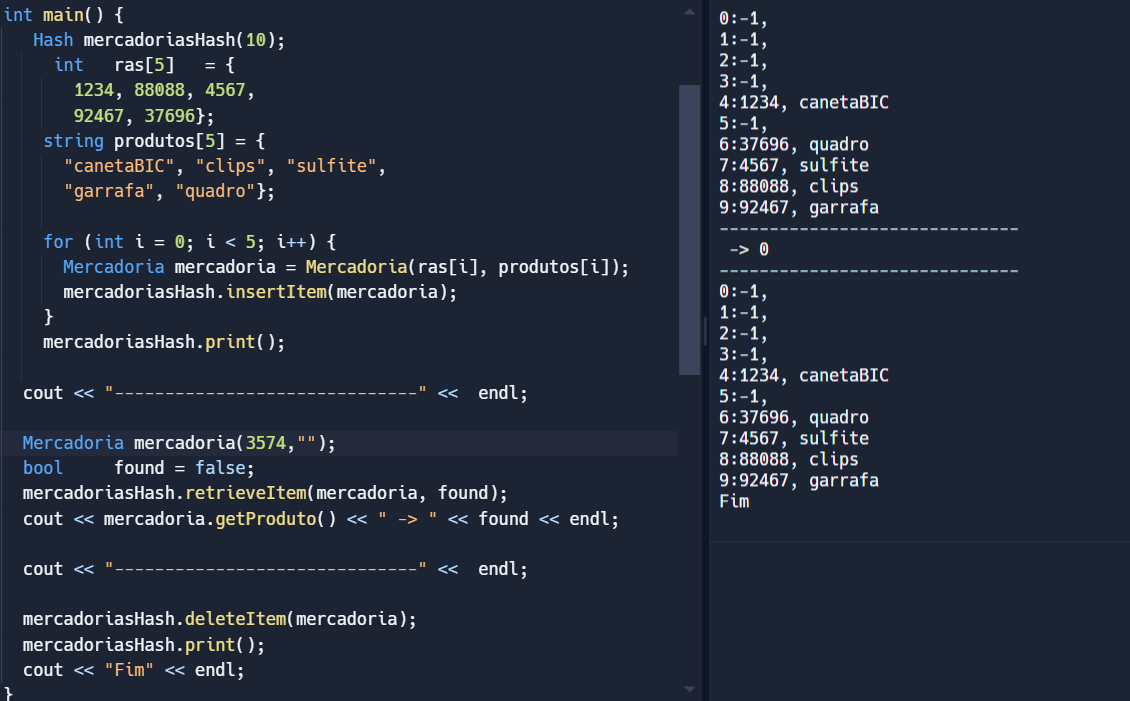 int main() {
Hash mercadoriasHash(10);
int   ras[5]   = {
1234, 88088, 4567,
92467, 37696};
string produtos[5] = {
"canetaBIC", "clips", "sulfite",
"garrafa", "quadro"};
for (int i = 0; i < 5; i++) {
Mercadoria mercadoria = Mercadoria(ras[i], produtos[i]);
mercadoriasHash.insertItem(mercadoria);
}
mercadoriasHash.print();
cout << "------------------------------" <<  endl;
Mercadoria mercadoria(3574,"");
bool     found = false;
mercadoriasHash.retrieveItem(mercadoria, found);
cout << mercadoria.getProduto() << " -> " << found << endl;
cout << "------------------------------" <<  endl;
mercadoriasHash.deleteItem(mercadoria);
mercadoriasHash.print();
cout << "Fim" << endl;
}
0:-1,
1:-1,
2:-1,
3:-1,
4:1234, canetaBIC
5:-1,
6:37696, quadro
7:4567, sulfite
8:88088, clips
9:92467, garrafa
------------------------------
-> 0
------------------------------
0:-1,
1:-1,
2:-1,
3:-1,
4:1234, canetaBIC
5:-1,
6:37696, quadro
7:4567, sulfite
8:88088, clips
9:92467, garrafa
Fim